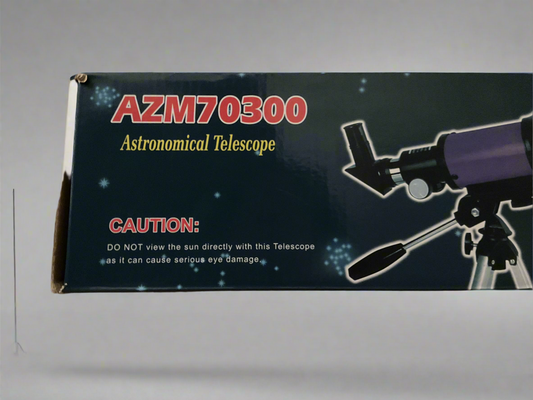 AZM70300
Astronomical Telescope
CAUTION:
DO NOT view the sun directly with this Telescope
as it can cause serious eye damage.